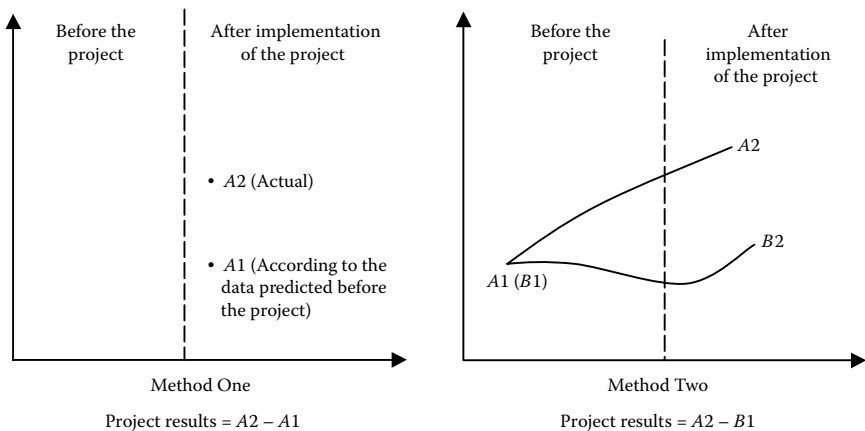 Before the
project
After implementation
of the project
• A2 (Actual)
• A1 (According to the
data predicted before
the project)
Method One
Project results = A2 – A1
Before the
project
After
implementation
of the project
A2
B2
A1 (B1)
Method Two
Project results = A2 – B1